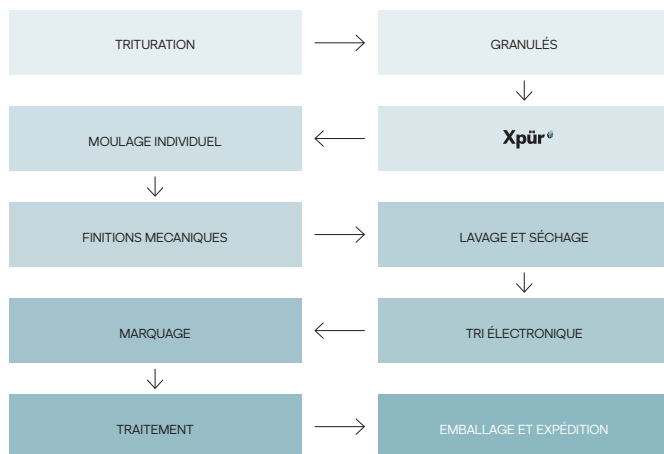 TRITURATION
GRANULÉS
Xpür
MOULAGE INDIVIDUEL
FINITIONS MECANIQUES
LAVAGE ET SÉCHAGE
TRI ÉLECTRONIQUE
MARQUAGE
TRAITEMENT
EMBALLAGE ET EXPÉDITION